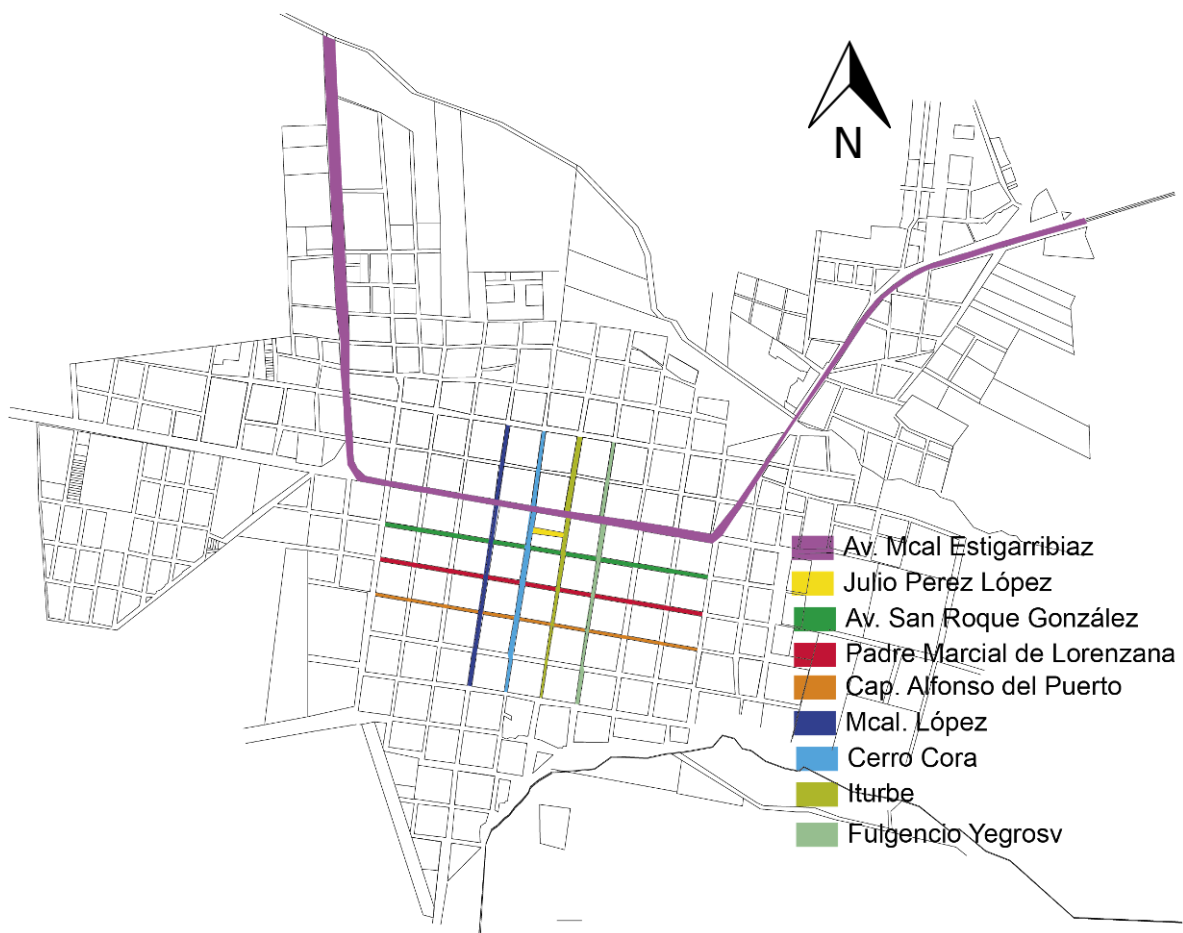 N
Av. Mcal Estigarribiaz
Julio Perez López
Av. San Roque González
Padre Marcial de Lorenzana
Cap. Alfonso del Puerto
Mcal. López
Cerro Cora
Iturbe
Fulgencio Yegrosv